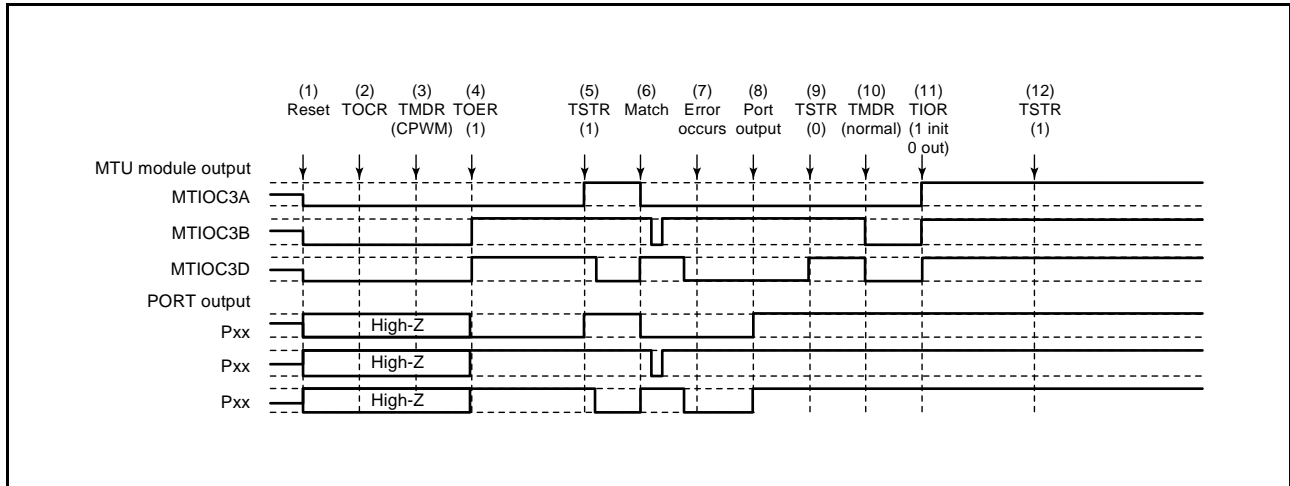 (1) (2) (3) (4) (5) (6) (7) (8) (9) (10) (11) (12)
Reset TOCR TMDR TOER TSTR Match Error Port TSTR TMDR TIOR TSTR
(CPWM) (1) (1) occurs output (0) (normal) (1 init (1)
0 out)
MTU module output
MTIOC3A
MTIOC3B
MTIOC3D
PORT output
Pxx High-Z
Pxx High-Z
Pxx High-Z